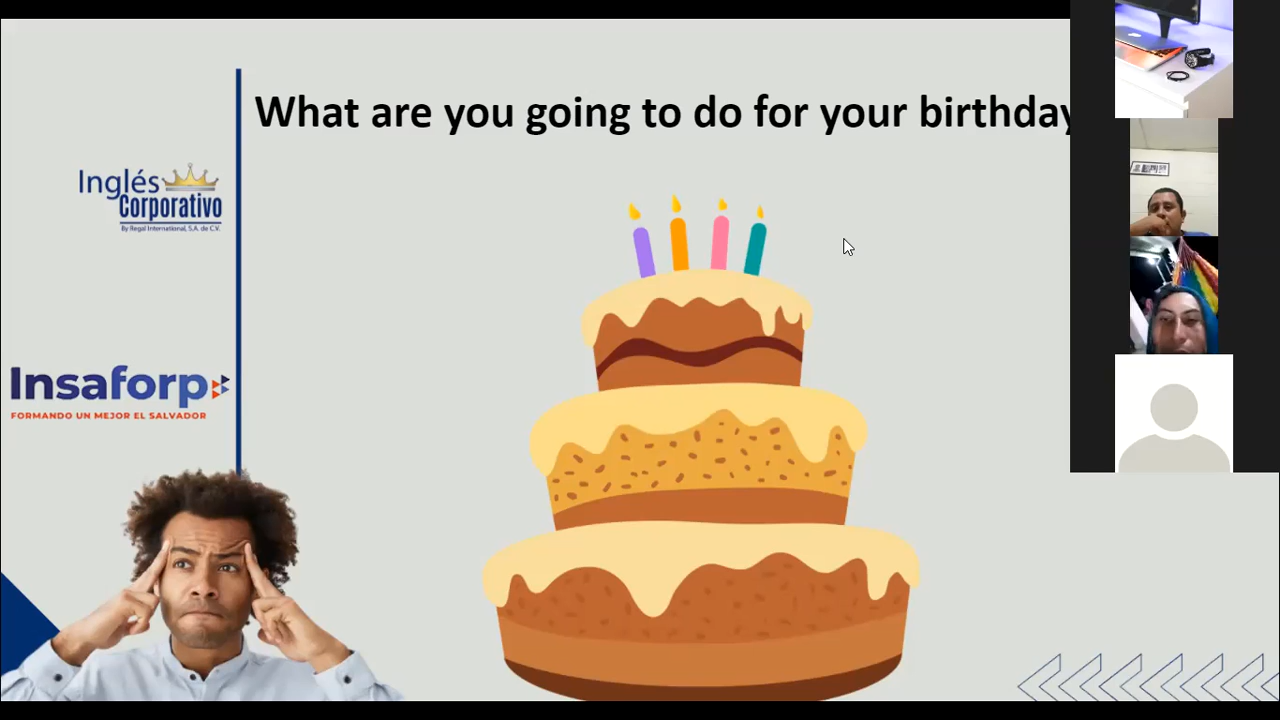 What are you going to do for your birthday
Inglés
Corporativo
By Regal International, S.A. de C.V.
Insaforp
FORMANDO UN MEJOR EL SALVADOR